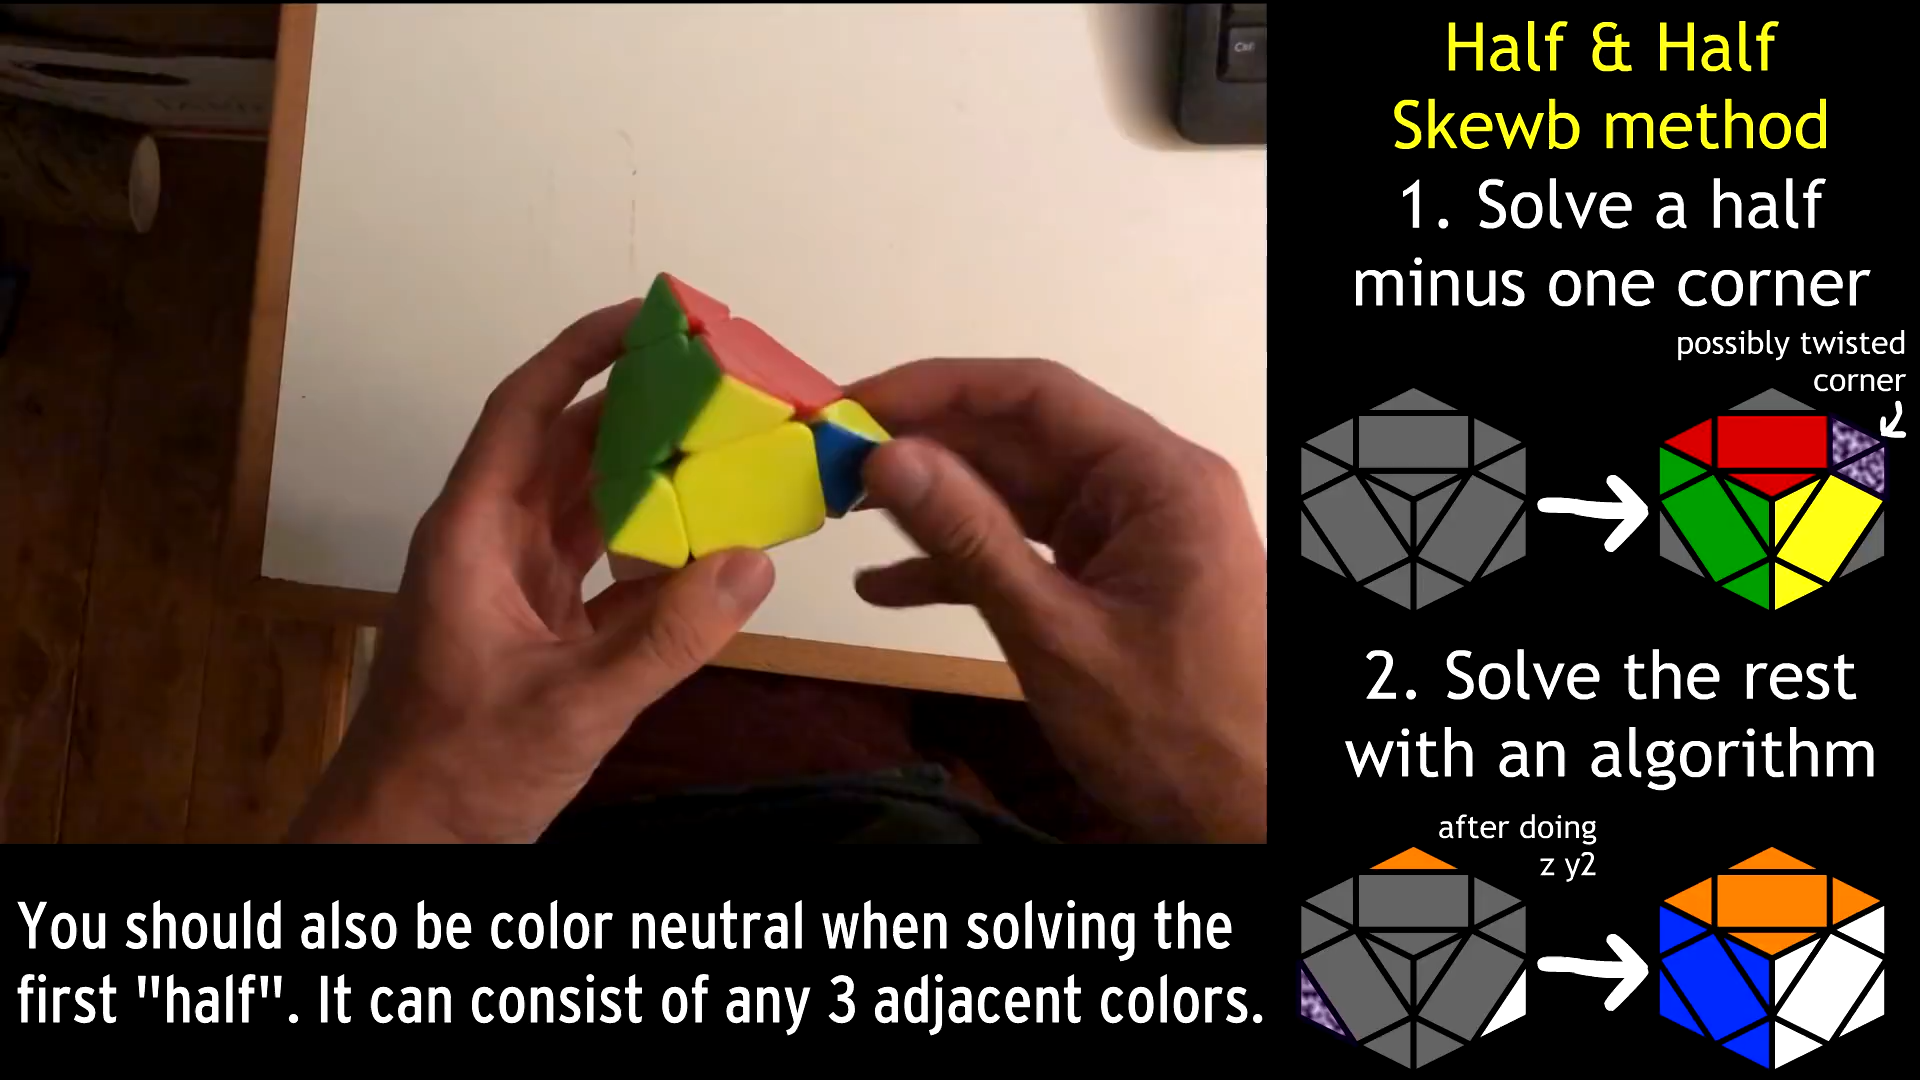 Half & Half
Skewb method
1. Solve a half
minus one corner
possibly twisted
corner
2. Solve the rest
with an algorithm
after doing
z y2
You should also be color neutral when solving the
first "half". It can consist of any 3 adjacent colors.
Ctrl